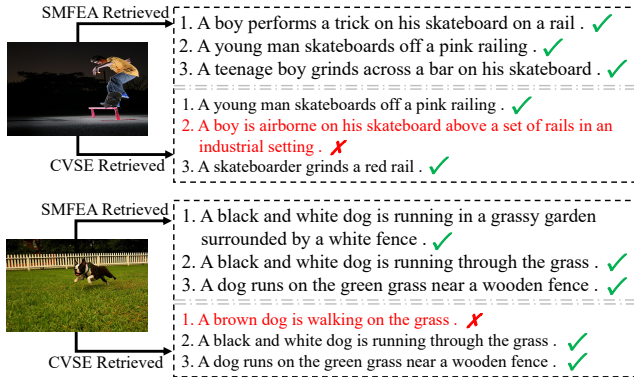 SMFEA Retrieved
1. A boy performs a trick on his skateboard on a rail .
2. A young man skateboards off a pink railing .
3. A teenage boy grinds across a bar on his skateboard .
1. A young man skateboards off a pink railing .
2. A boy is airborne on his skateboard above a set of rails in an
industrial setting .
3. A skateboarder grinds a red rail .
CVSE Retrieved
SMFEA Retrieved
1. A black and white dog is running in a grassy garden
surrounded by a white fence .
2. A black and white dog is running through the grass .
3. A dog runs on the green grass near a wooden fence .
1. A brown dog is walking on the grass .
2. A black and white dog is running through the grass .
3. A dog runs on the green grass near a wooden fence .
CVSE Retrieved